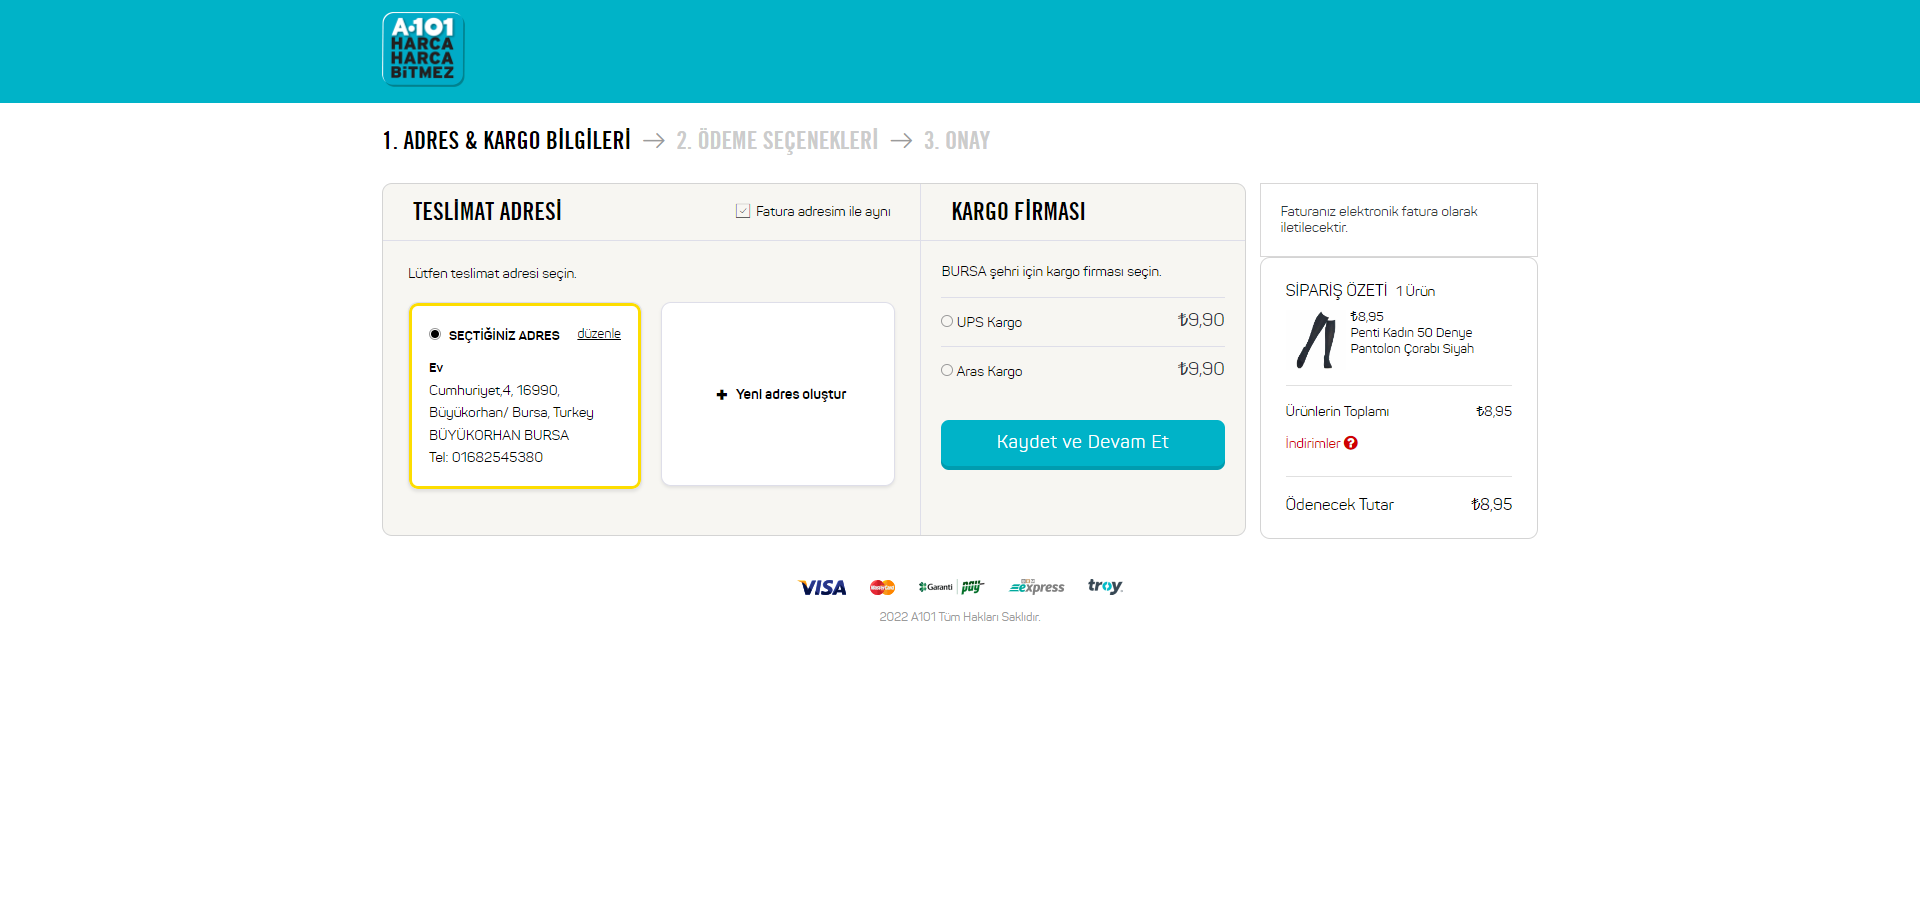 A·101
HARCA
HARCA
BiTMEZ
1. ADRES & KARGO BİLGİLERİ → 2. ÖDEME SEÇENEKLERİ → 3. ONAY
TESLİMAT ADRESİ
Fatura adresim ile aynı
Lütfen teslimat adresi seçin.
SEÇTİĞİNİZ ADRES düzenle
Ev
Cumhuriyet,4, 16990,
Büyükorhan/ Bursa, Turkey
BÜYÜKORHAN BURSA
Tel: 01682545380
Yeni adres oluştur
KARGO FİRMASI
BURSA şehri için kargo firması seçin.
UPS Kargo ₺9,90
Aras Kargo ₺9,90
Kaydet ve Devam Et
Faturanız elektronik fatura olarak
iletilecektir.
SİPARİŞ ÖZETİ 1 Ürün
₺8,95
Penti Kadın 50 Denye
Pantolon Çorabı Siyah
Ürünlerin Toplamı ₺8,95
İndirimler ?
Ödenecek Tutar ₺8,95
VISA MasterCard Garanti pay express troy
2022 A101 Tüm Hakları Saklıdır.